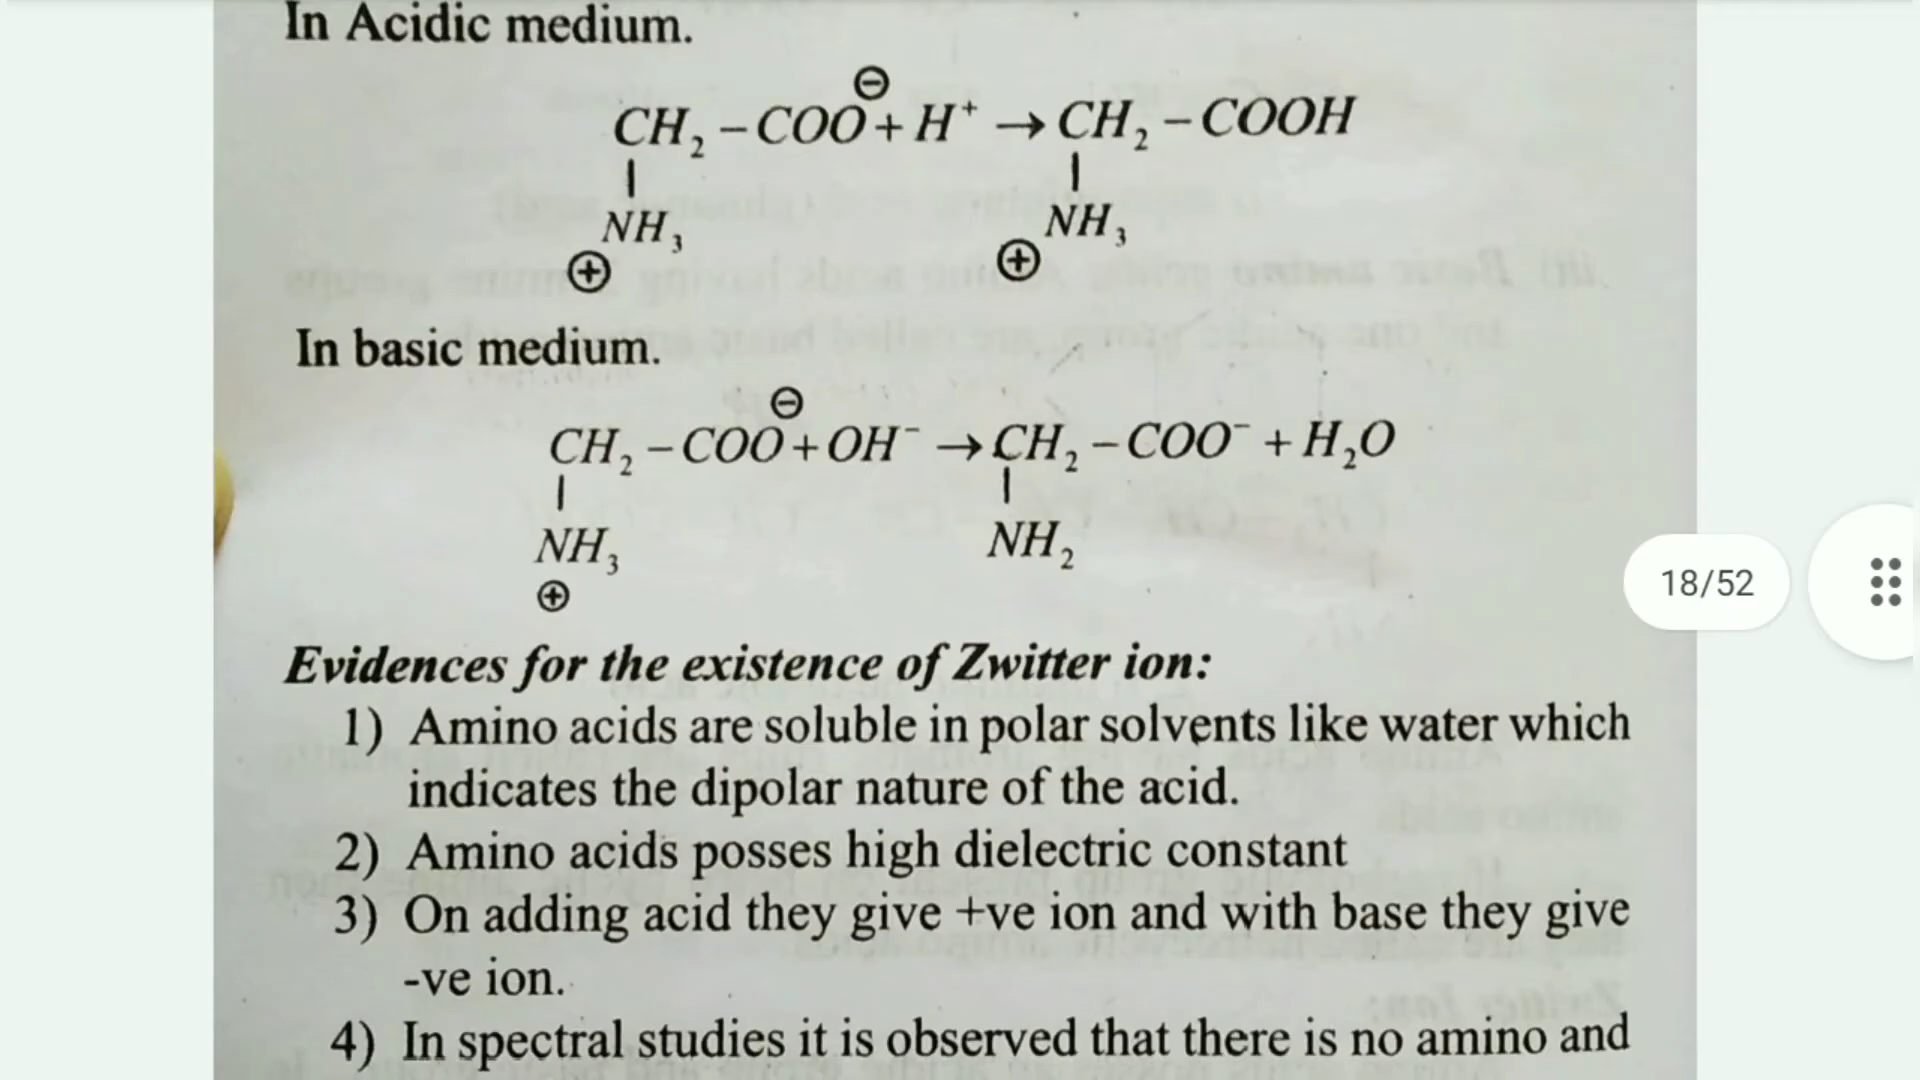 In Acidic medium.
⊖
CH₂ – COO + H⁺ → CH₂ – COOH
| |
NH₃ NH₃
⊕ ⊕
In basic medium.
⊖
CH₂ – COO + OH⁻ → CH₂ – COO⁻ + H₂O
| |
NH₃ NH₂
⊕
18/52
Evidences for the existence of Zwitter ion:
1) Amino acids are soluble in polar solvents like water which
indicates the dipolar nature of the acid.
2) Amino acids posses high dielectric constant
3) On adding acid they give +ve ion and with base they give
-ve ion.
4) In spectral studies it is observed that there is no amino and